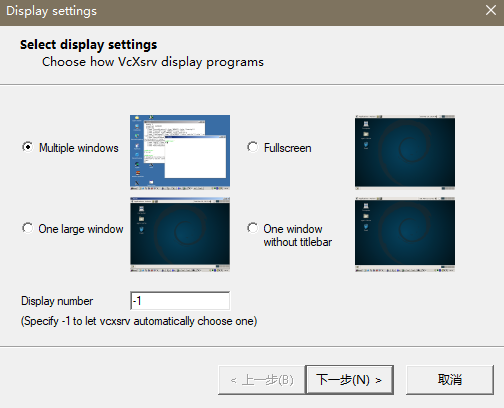 Display settings
Select display settings
Choose how VcXsrv display programs
Multiple windows
Fullscreen
One large window
One window
without titlebar
Display number
-1
(Specify -1 to let vcxsrv automatically choose one)
< 上一步(B)
下一步(N) >
取消